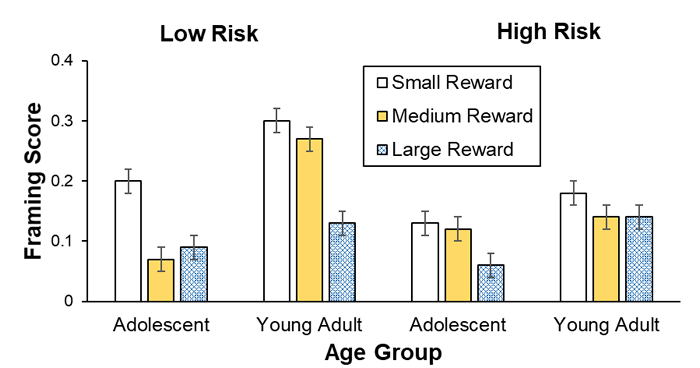 Low Risk
High Risk
Small Reward
Medium Reward
Large Reward
Framing Score
0.4
0.3
0.2
0.1
0
Adolescent
Young Adult
Adolescent
Young Adult
Age Group